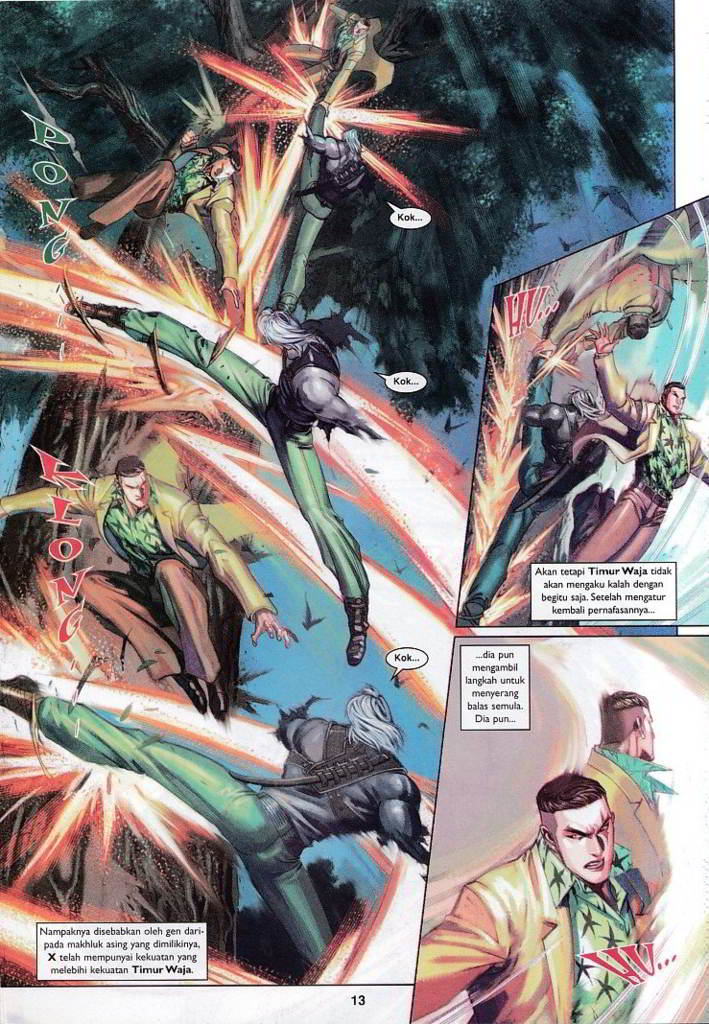 PONG...!!
Kok...
HV...
Kok...
KLONG...!!
Akan tetapi Timur Waja tidak
akan mengaku kalah dengan
begitu saja. Setelah mengatur
kembali pernafasannya...
Kok...
...dia pun
mengambil
langkah untuk
menyerang
balas semula.
Dia pun...
Nampaknya disebabkan oleh gen dari-
pada makhluk asing yang dimilikinya,
X telah mempunyai kekuatan yang
melebihi kekuatan Timur Waja.
HV...
13